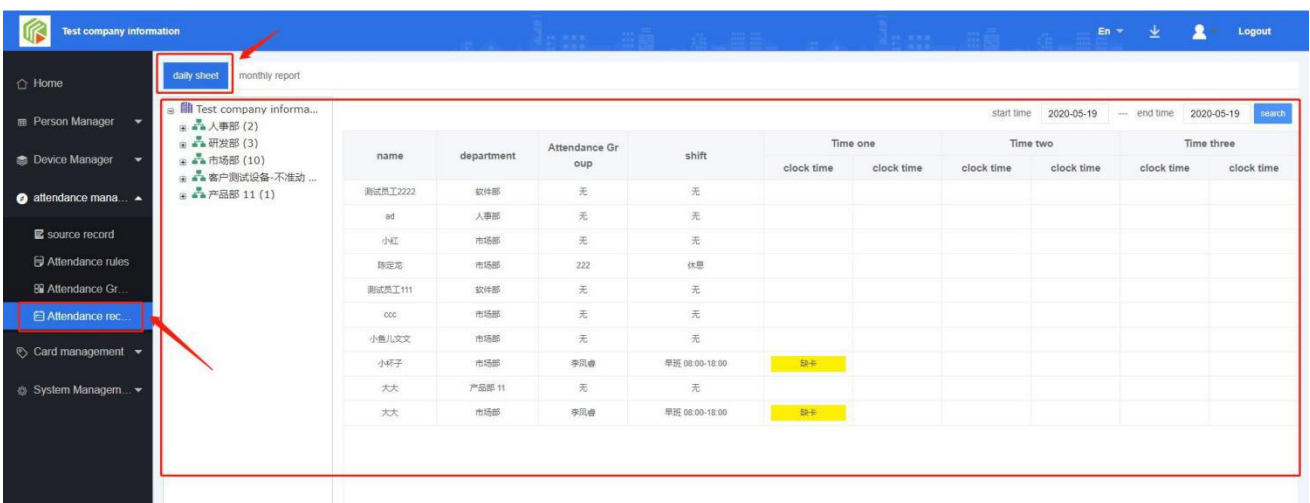 Test company information
En
Logout
Home
Person Manager
Device Manager
attendance mana...
source record
Attendance rules
Attendance Gr...
Attendance rec...
Card management
System Managem...
daily sheet monthly report
Test company informa...
人事部 (2)
研发部 (3)
市场部 (10)
客户测试设备-不准动 ...
产品部 11 (1)
start time 2020-05-19 --- end time 2020-05-19 search
name department Attendance Gr shift Time one Time two Time three
oup
clock time clock time clock time clock time clock time clock time
测试员工2222 软件部 无 无
ad 人事部 无 无
小红 市场部 无 无
陈定龙 市场部 222 休息
测试员工111 软件部 无 无
ccc 市场部 无 无
小鱼儿文文 市场部 无 无
小杯子 市场部 李凤睿 早班 08:00-18:00 缺卡
大大 产品部 11 无 无
大大 市场部 李凤睿 早班 08:00-18:00 缺卡